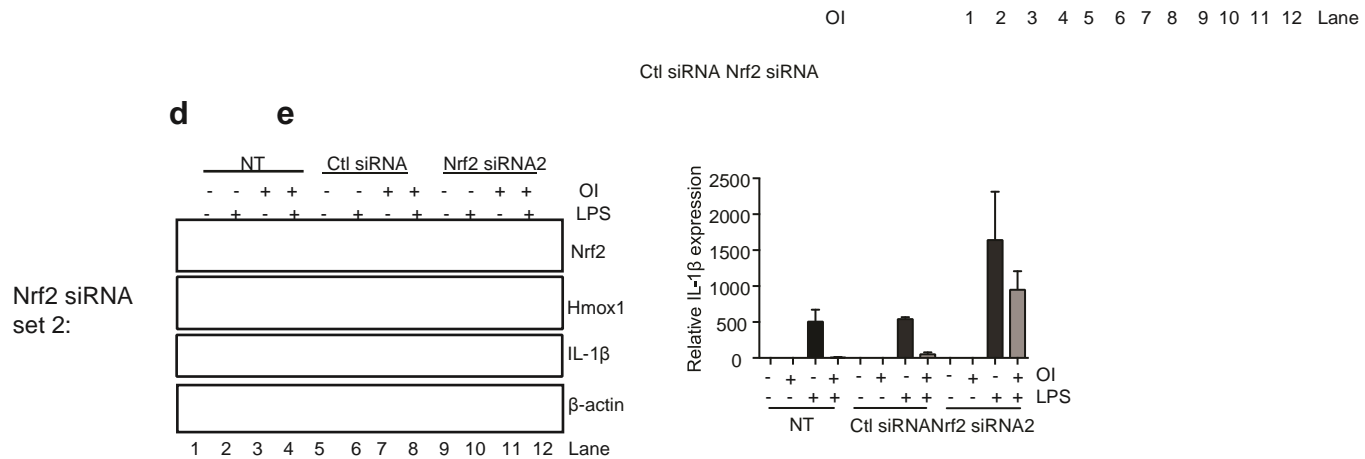 OI 1 2 3 4 5 6 7 8 9 10 11 12 Lane
Ctl siRNA Nrf2 siRNA
d e
NT Ctl siRNA Nrf2 siRNA2
- - + + - - + + - - + + OI
- + - + - + - + - + - + LPS
Nrf2
Hmox1
IL-1β
β-actin
Nrf2 siRNA
set 2:
1 2 3 4 5 6 7 8 9 10 11 12 Lane
Relative IL-1β expression
2500
2000
1500
1000
500
0
- + - + - + - + - + - + OI
- - + + - - + + - - + + LPS
NT Ctl siRNANrf2 siRNA2